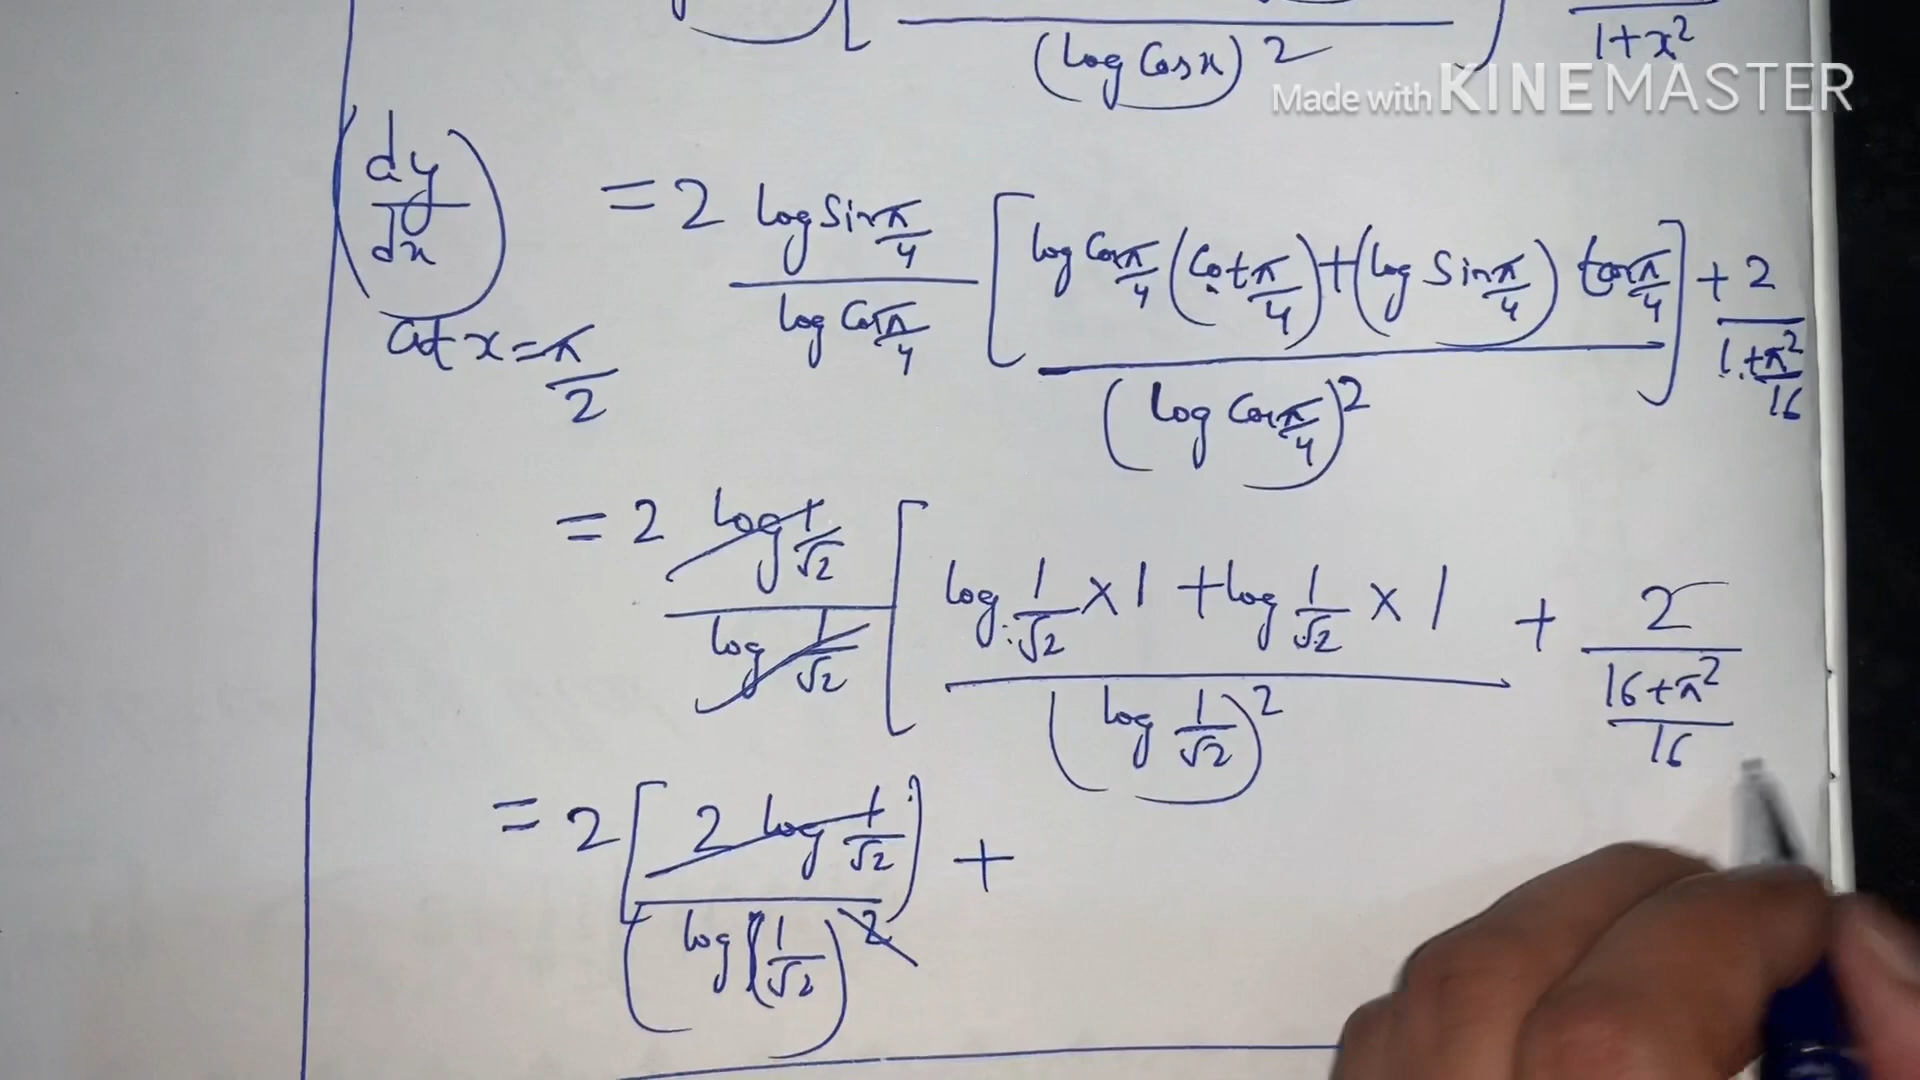 (log Cosx)² 1+x²
Made with KINEMASTER
(dy/dx) at x=π/2 = 2 log Sin π/4 / log Cos π/4 [ log Cos π/4 (Cot π/4) + (log Sin π/4) tan π/4 / (log Cos π/4)² ] + 2 / 1+π²/16
= 2 log 1/√2 / log 1/√2 [ log 1/√2 × 1 + log 1/√2 × 1 / (log 1/√2)² + 2 / 16+π²/16
= 2 [ 2 log 1/√2 / (log (1/√2)² ] +